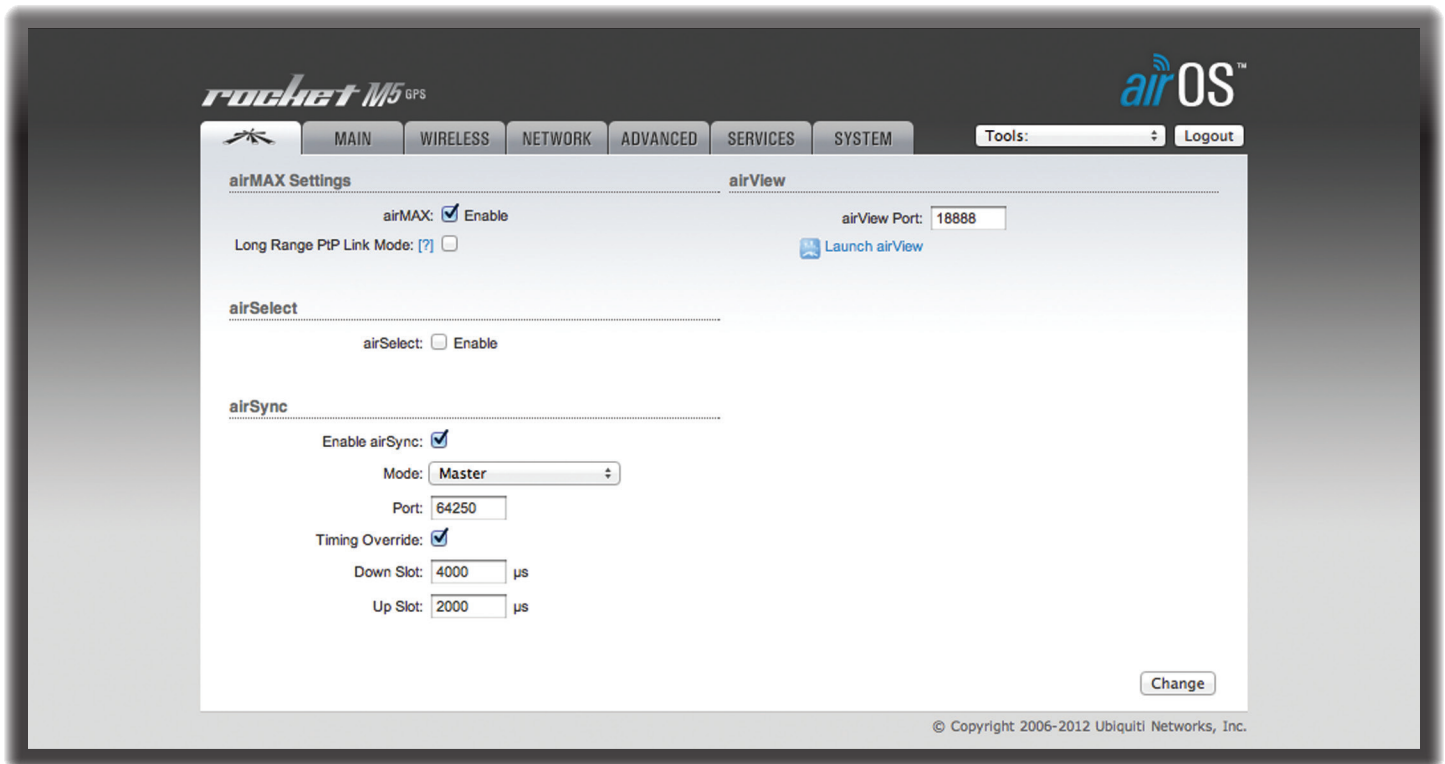 rocket M5 GPS
airOS™
MAIN WIRELESS NETWORK ADVANCED SERVICES SYSTEM Tools: Logout
airMAX Settings
airMAX: Enable
Long Range PtP Link Mode: [?]
airView
airView Port: 18888
Launch airView
airSelect
airSelect: Enable
airSync
Enable airSync:
Mode: Master
Port: 64250
Timing Override:
Down Slot: 4000 µs
Up Slot: 2000 µs
Change
© Copyright 2006-2012 Ubiquiti Networks, Inc.